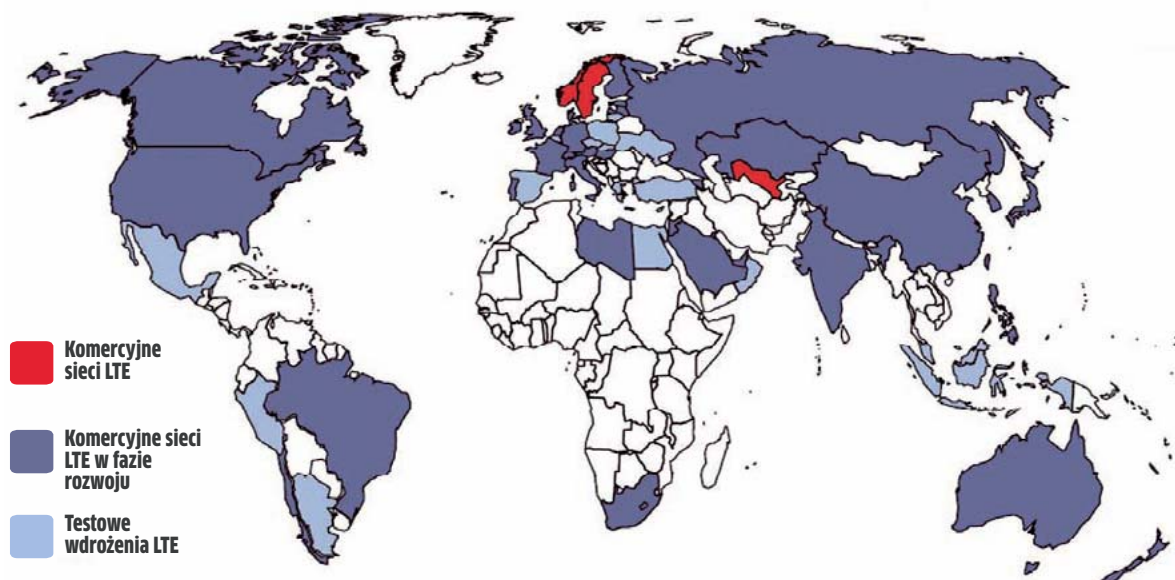 Komercyjne
sieci LTE
Komercyjne sieci
LTE w fazie
rozwoju
Testowe
wdrożenia LTE